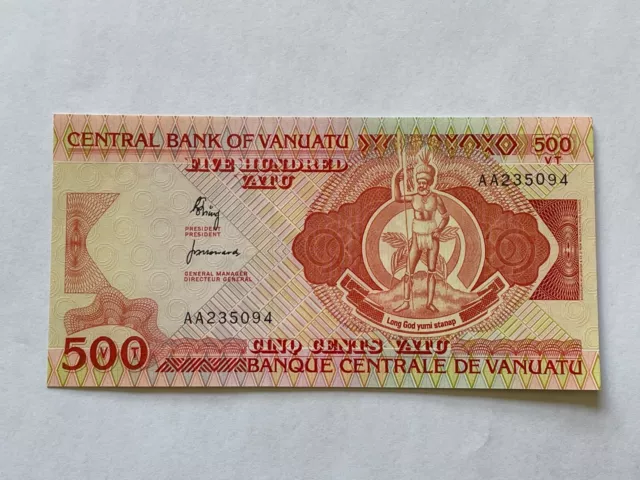 CENTRAL BANK OF VANUATU
500
VT
FIVE HUNDRED
VATU
AA235094
PRESIDENT
PRESIDENT
GENERAL MANAGER
DIRECTEUR GENERAL
AA235094
Long God yumi stanap
500
V T
CINQ CENTS VATU
BANQUE CENTRALE DE VANUATU